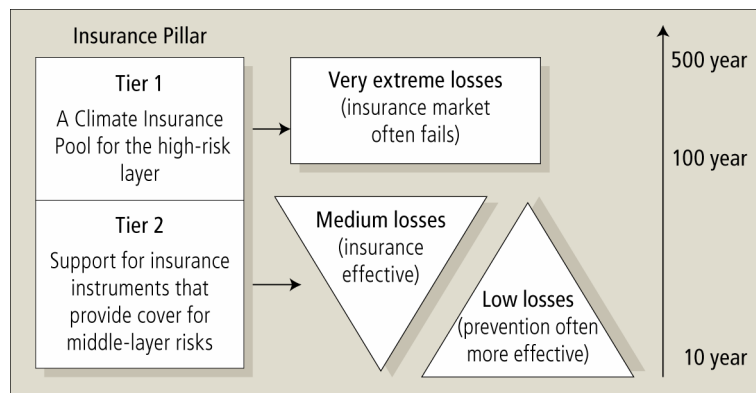 Insurance Pillar
Tier 1
A Climate Insurance
Pool for the high-risk
layer
Tier 2
Support for insurance
instruments that
provide cover for
middle-layer risks
Very extreme losses
(insurance market
often fails)
Medium losses
(insurance
effective)
Low losses
(prevention often
more effective)
500 year
100 year
10 year